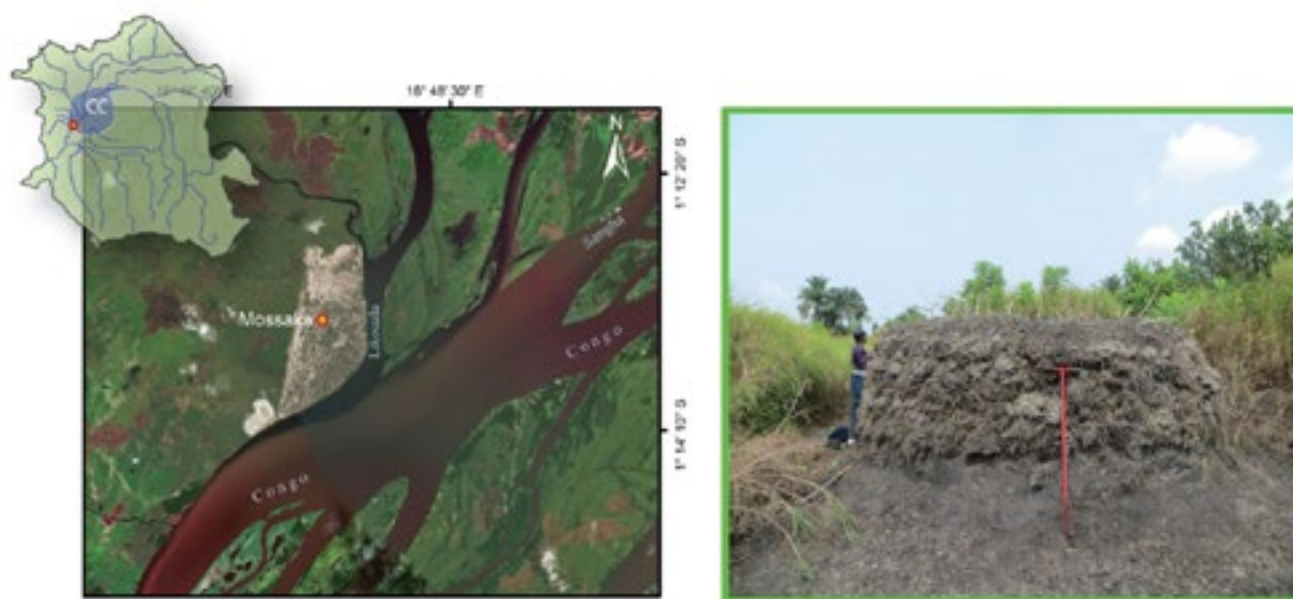 CC
16° 48' 30" E
N
1° 12' 20" S
Sangha
Mossaka
Likouala
Congo
1° 14' 10" S
Congo